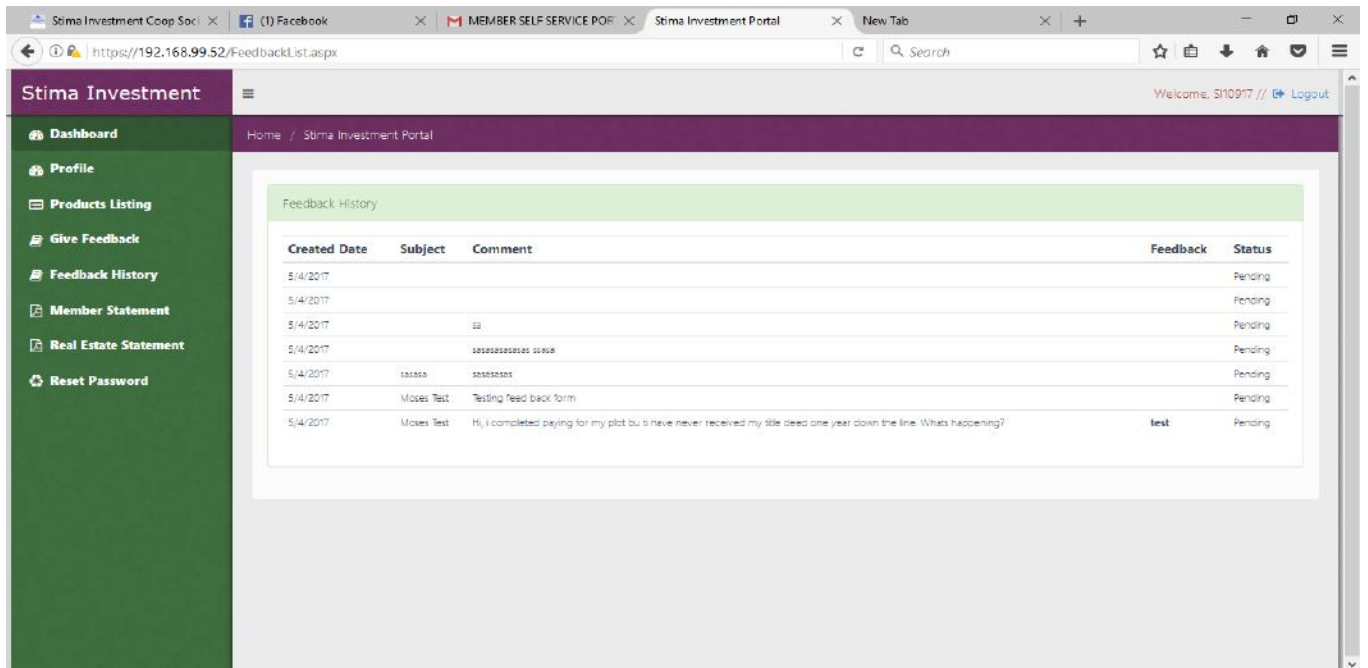 Stima Investment Coop Soci (1) Facebook MEMBER SELF SERVICE POR Stima Investment Portal New Tab
https://192.168.99.52/FeedbackList.aspx Search
Stima Investment Welcome, SI10917 // Logout
Dashboard Home / Stima Investment Portal
Profile
Products Listing Feedback History
Give Feedback
Feedback History
Member Statement
Real Estate Statement
Reset Password
Created Date Subject Comment Feedback Status
5/4/2017 Pending
5/4/2017 Pending
5/4/2017 sa Pending
5/4/2017 sasasasasasas ssasa Pending
5/4/2017 sasasa sasasasas Pending
5/4/2017 Moses Test Testing feed back form Pending
5/4/2017 Moses Test Hi, i completed paying for my plot bu ti have never received my title deed one year down the line. Whats happening? test Pending